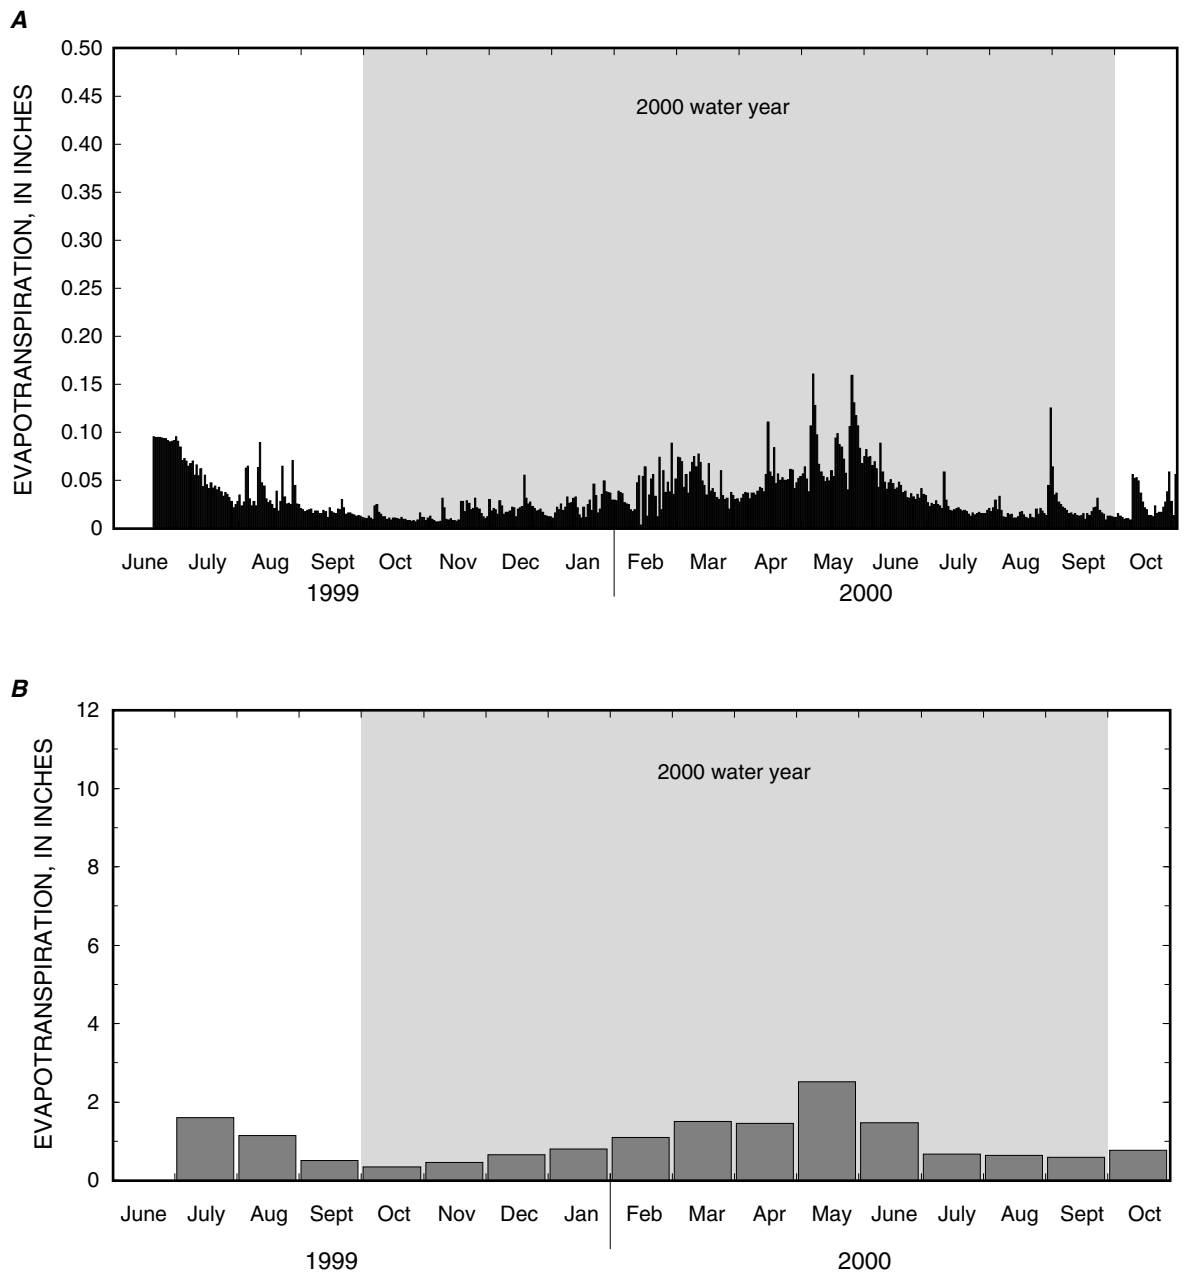 A
0.50
0.45
0.40
0.35
0.30
0.25
0.20
0.15
0.10
0.05
0
EVAPOTRANSPIRATION, IN INCHES
2000 water year
June July Aug Sept Oct Nov Dec Jan Feb Mar Apr May June July Aug Sept Oct
1999 2000
B
12
10
8
6
4
2
0
EVAPOTRANSPIRATION, IN INCHES
2000 water year
June July Aug Sept Oct Nov Dec Jan Feb Mar Apr May June July Aug Sept Oct
1999 2000